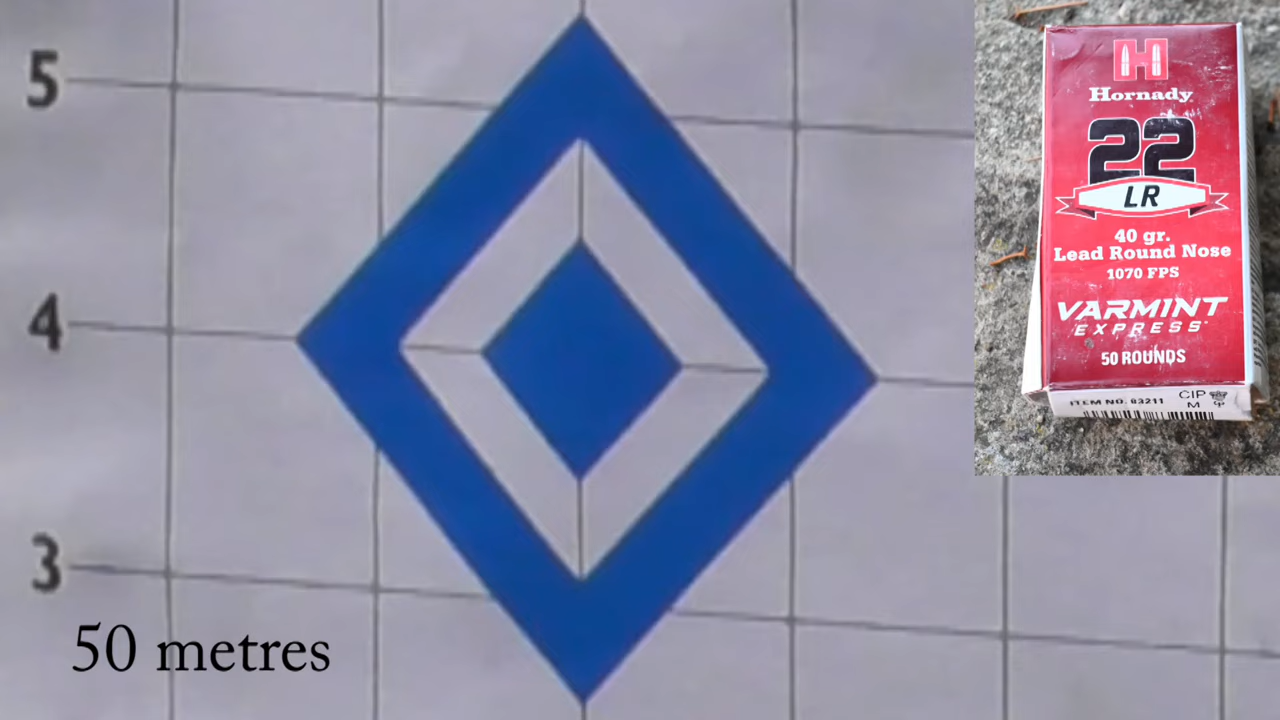 5
4
3
50 metres
H
Hornady
22
LR
40 gr.
Lead Round Nose
1070 FPS
VARMINT
EXPRESS
50 ROUNDS
ITEM NO. 83211
CIP
M